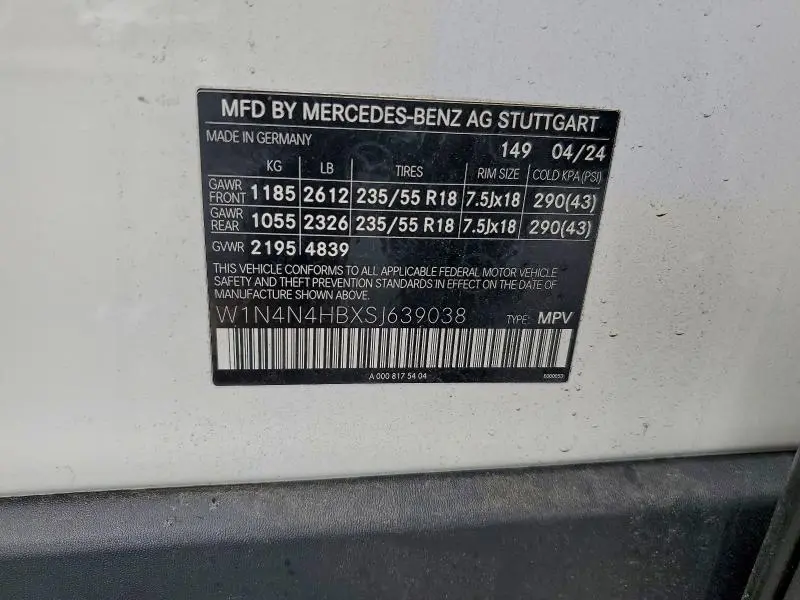 MFD BY MERCEDES-BENZ AG STUTTGART
MADE IN GERMANY 149 04/24
KG LB TIRES RIM SIZE COLD KPA (PSI)
GAWR FRONT 1185 2612 235/55 R18 7.5Jx18 290(43)
GAWR REAR 1055 2326 235/55 R18 7.5Jx18 290(43)
GVWR 2195 4839
THIS VEHICLE CONFORMS TO ALL APPLICABLE FEDERAL MOTOR VEHICLE
SAFETY AND THEFT PREVENTION STANDARDS IN EFFECT ON THE DATE
OF MANUFACTURE SHOWN ABOVE.
W1N4N4HBXSJ639038 TYPE: MPV
A 000 817 54 04